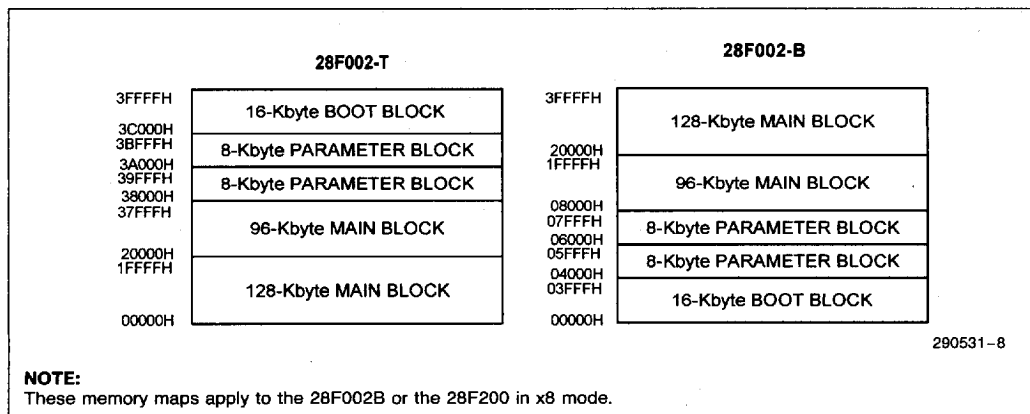 28F002-T
3FFFFH
16-Kbyte BOOT BLOCK
3C000H
3BFFFH
8-Kbyte PARAMETER BLOCK
3A000H
39FFFH
8-Kbyte PARAMETER BLOCK
38000H
37FFFH
96-Kbyte MAIN BLOCK
20000H
1FFFFH
128-Kbyte MAIN BLOCK
00000H
28F002-B
3FFFFH
128-Kbyte MAIN BLOCK
20000H
1FFFFH
96-Kbyte MAIN BLOCK
08000H
07FFFH
8-Kbyte PARAMETER BLOCK
06000H
05FFFH
8-Kbyte PARAMETER BLOCK
04000H
03FFFH
16-Kbyte BOOT BLOCK
00000H
290531-8
NOTE:
These memory maps apply to the 28F002B or the 28F200 in x8 mode.